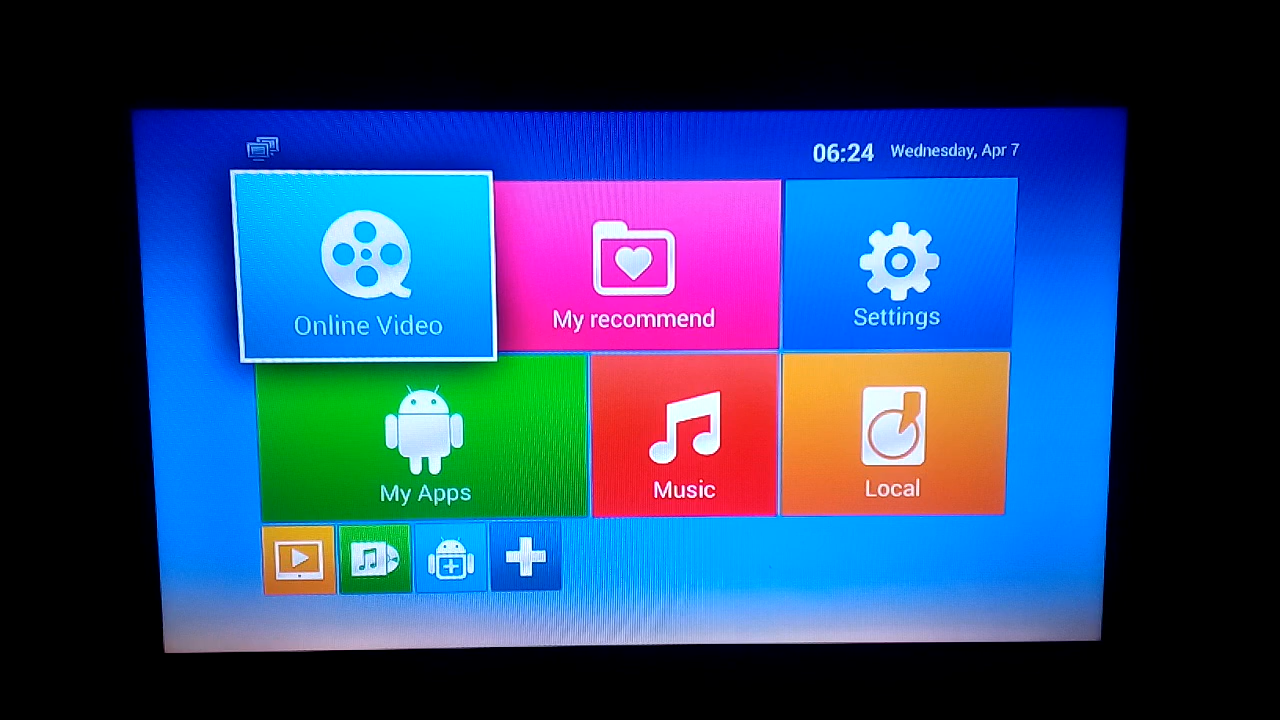 06:24 Wednesday, Apr 7
Online Video
My recommend
Settings
My Apps
Music
Local